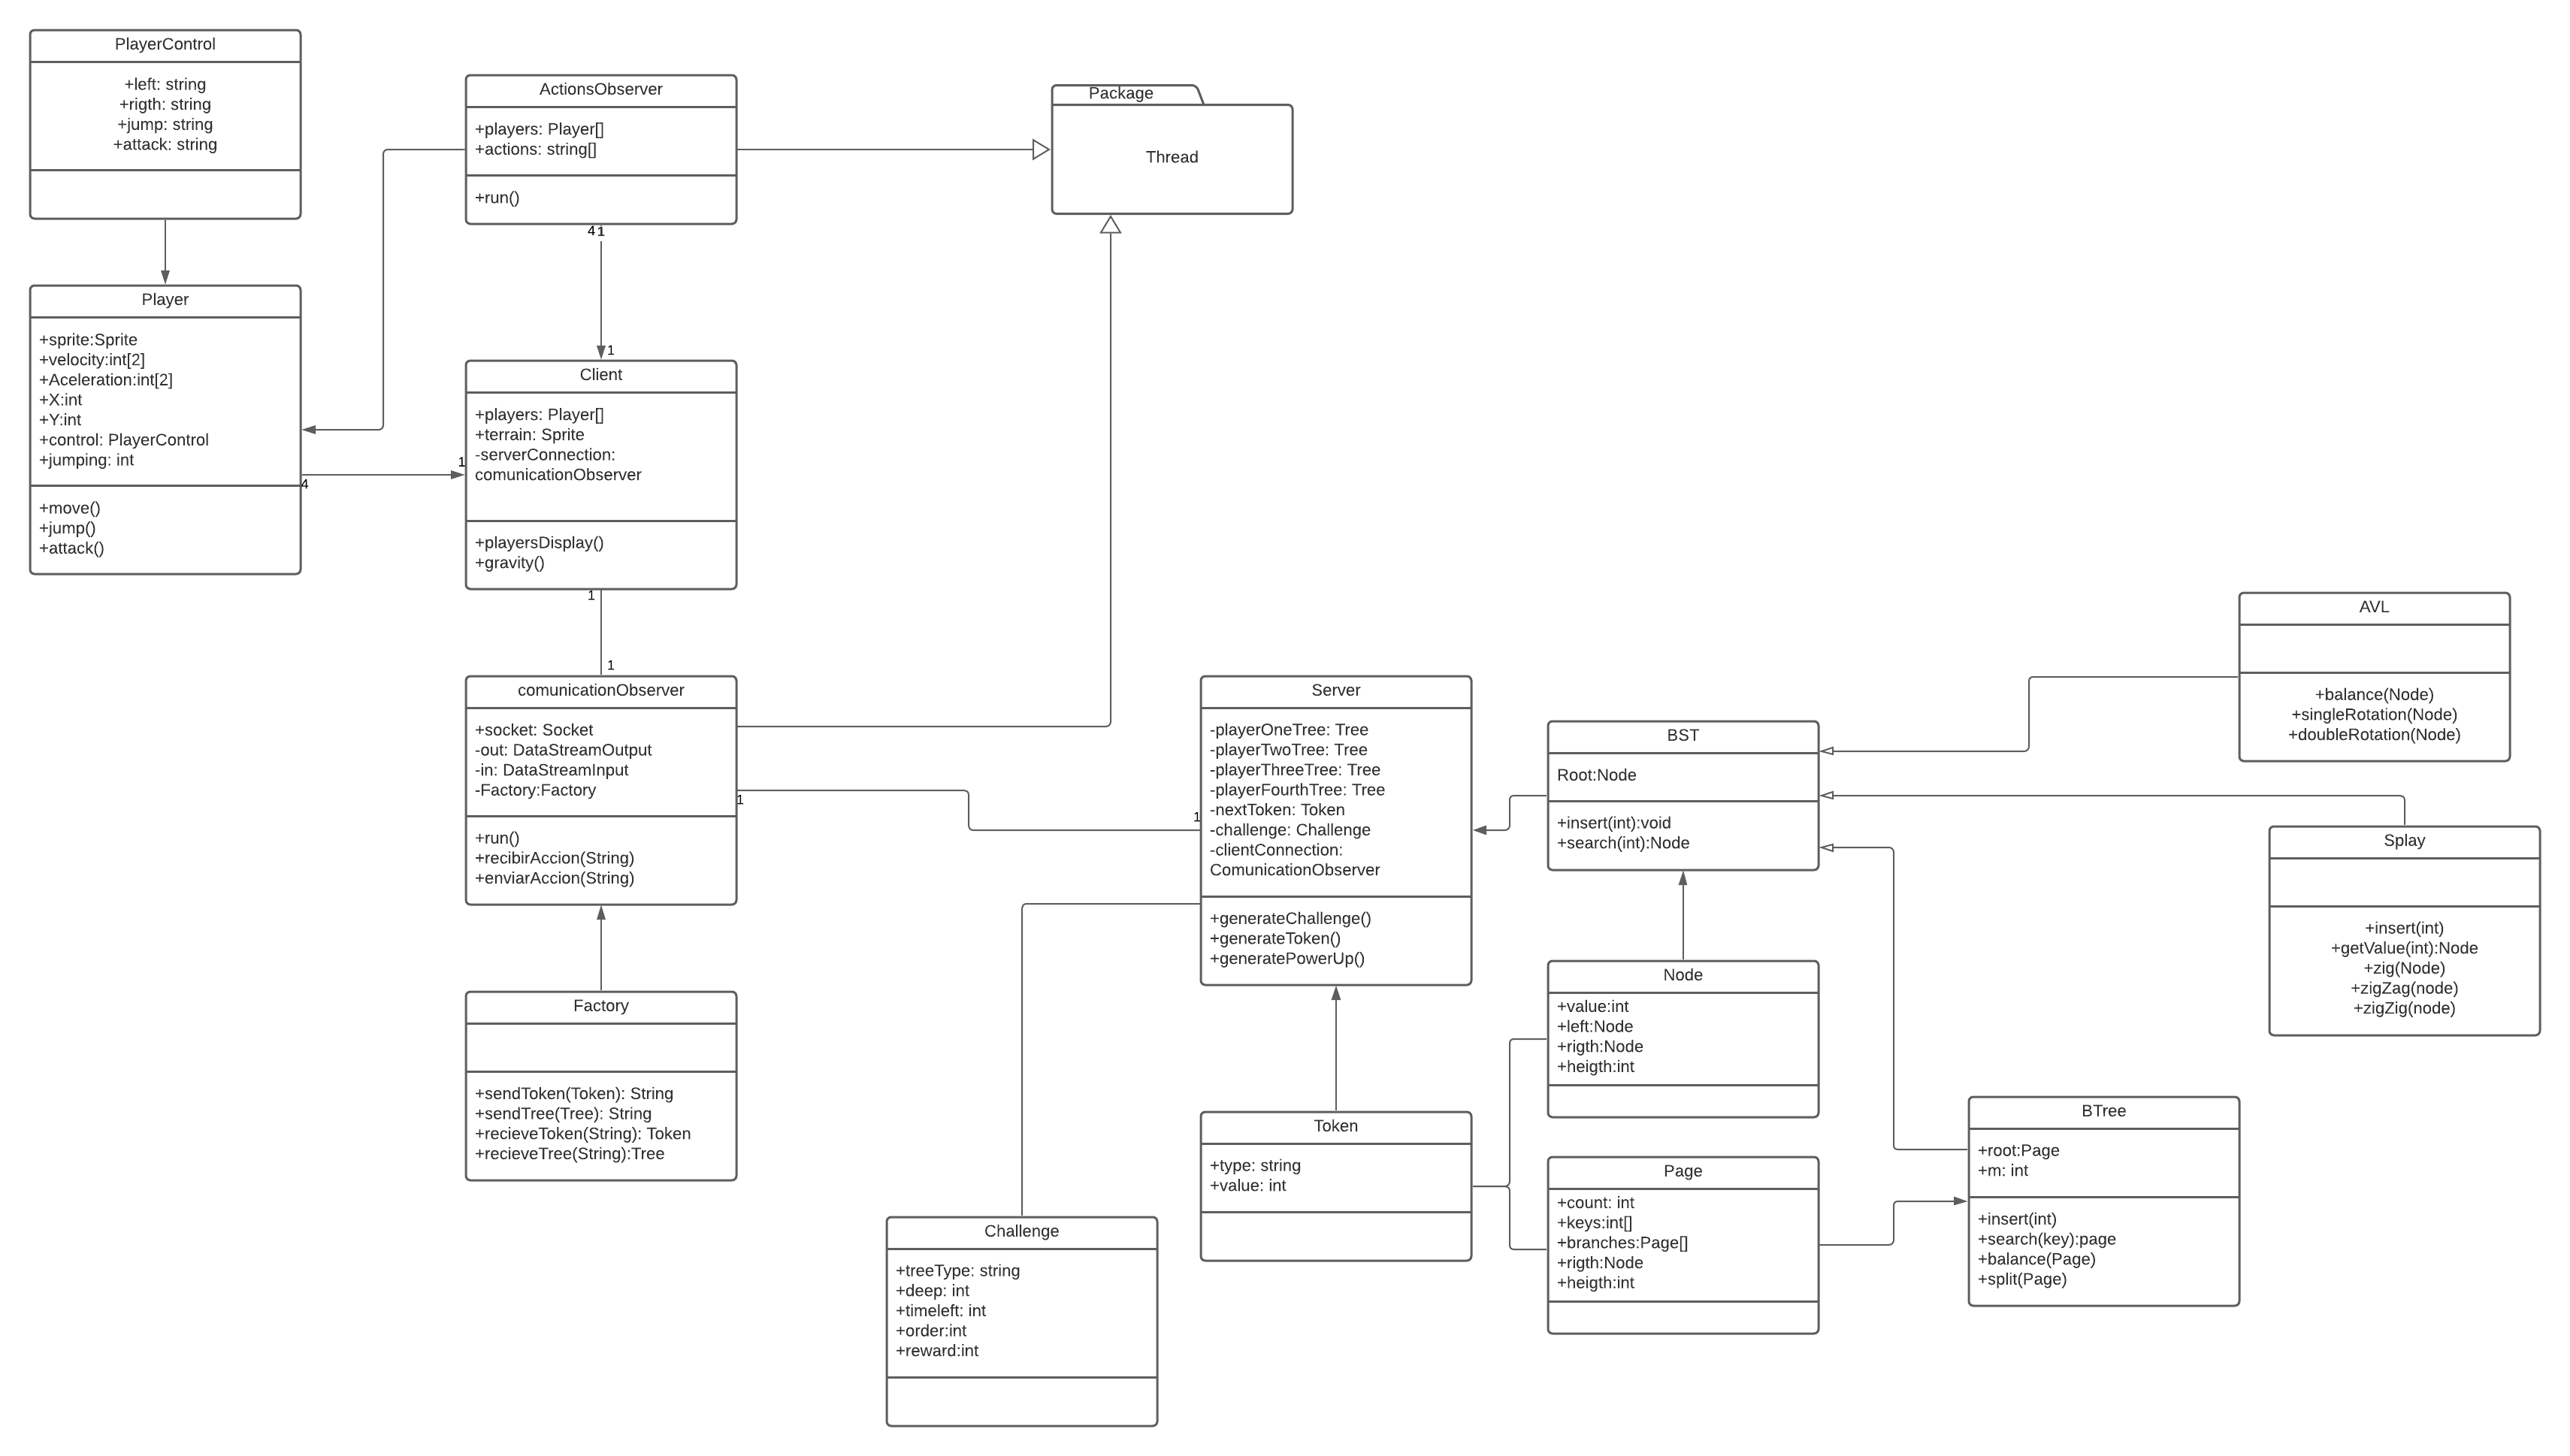 PlayerControl
+left: string
+rigth: string
+jump: string
+attack: string
ActionsObserver
+players: Player[]
+actions: string[]
+run()
4 1
Package
Thread
Player
+sprite:Sprite
+velocity:int[2]
+Aceleration:int[2]
+X:int
+Y:int
+control: PlayerControl
+jumping: int
+move()
+jump()
+attack()
4
1
1
Client
+players: Player[]
+terrain: Sprite
-serverConnection:
comunicationObserver
+playersDisplay()
+gravity()
1
1
comunicationObserver
+socket: Socket
-out: DataStreamOutput
-in: DataStreamInput
-Factory:Factory
+run()
+recibirAccion(String)
+enviarAccion(String)
1
1
Factory
+sendToken(Token): String
+sendTree(Tree): String
+recieveToken(String): Token
+recieveTree(String):Tree
Server
-playerOneTree: Tree
-playerTwoTree: Tree
-playerThreeTree: Tree
-playerFourthTree: Tree
-nextToken: Token
-challenge: Challenge
-clientConnection:
ComunicationObserver
+generateChallenge()
+generateToken()
+generatePowerUp()
Token
+type: string
+value: int
Challenge
+treeType: string
+deep: int
+timeleft: int
+order:int
+reward:int
BST
Root:Node
+insert(int):void
+search(int):Node
Node
+value:int
+left:Node
+rigth:Node
+heigth:int
Page
+count: int
+keys:int[]
+branches:Page[]
+rigth:Node
+heigth:int
AVL
+balance(Node)
+singleRotation(Node)
+doubleRotation(Node)
Splay
+insert(int)
+getValue(int):Node
+zig(Node)
+zigZag(node)
+zigZig(node)
BTree
+root:Page
+m: int
+insert(int)
+search(key):page
+balance(Page)
+split(Page)